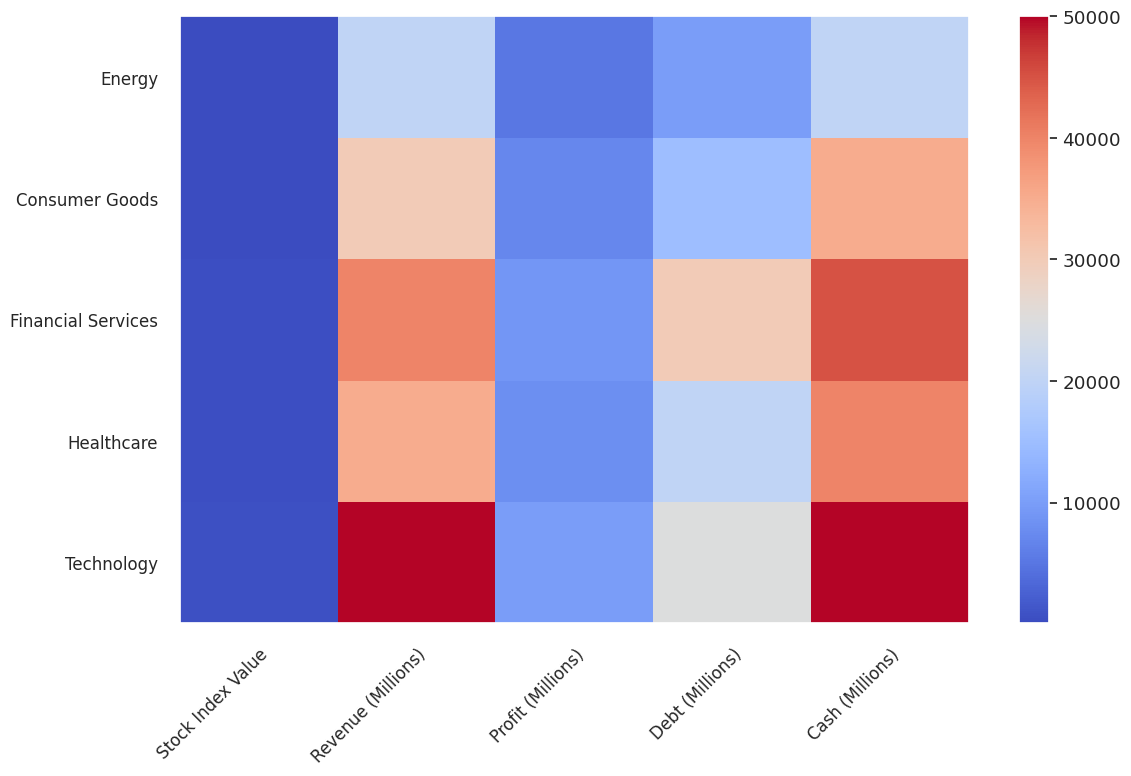 Energy
Consumer Goods
Financial Services
Healthcare
Technology
Stock Index Value
Revenue (Millions)
Profit (Millions)
Debt (Millions)
Cash (Millions)
50000
40000
30000
20000
10000